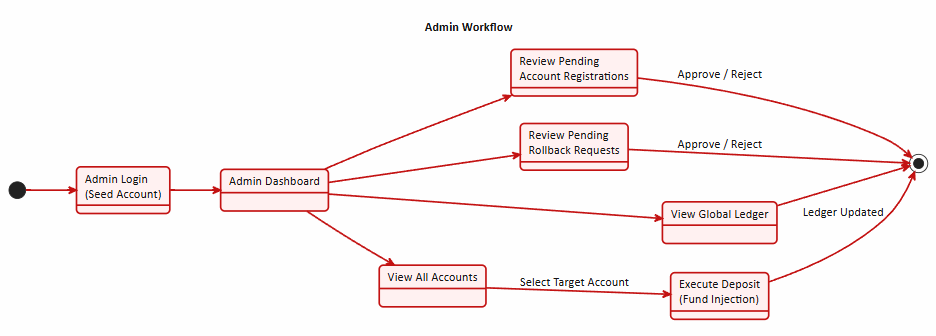 Admin Workflow
Review Pending
Account Registrations
Approve / Reject
Review Pending
Rollback Requests
Approve / Reject
Admin Login
(Seed Account)
Admin Dashboard
View Global Ledger
Ledger Updated
View All Accounts
Select Target Account
Execute Deposit
(Fund Injection)